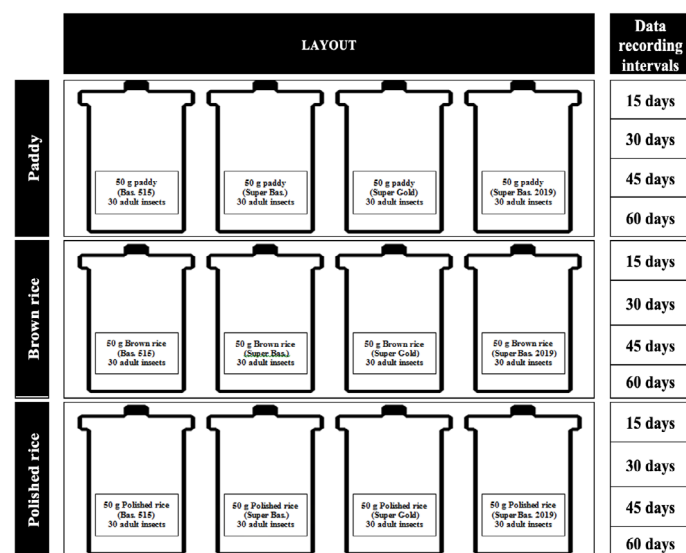 LAYOUT
Data
recording
intervals
Paddy
50 g paddy
(Bas. 515)
30 adult insects
50 g paddy
(Super Bas.)
30 adult insects
50 g paddy
(Super Gold)
30 adult insects
50 g paddy
(Super Bas. 2019)
30 adult insects
15 days
30 days
45 days
60 days
Brown rice
50 g Brown rice
(Bas. 515)
30 adult insects
50 g Brown rice
(Super Bas.)
30 adult insects
50 g Brown rice
(Super Gold)
30 adult insects
50 g Brown rice
(Super Bas. 2019)
30 adult insects
15 days
30 days
45 days
60 days
Polished rice
50 g Polished rice
(Bas. 515)
30 adult insects
50 g Polished rice
(Super Bas.)
30 adult insects
50 g Polished rice
(Super Gold)
30 adult insects
50 g Polished rice
(Super Bas. 2019)
30 adult insects
15 days
30 days
45 days
60 days